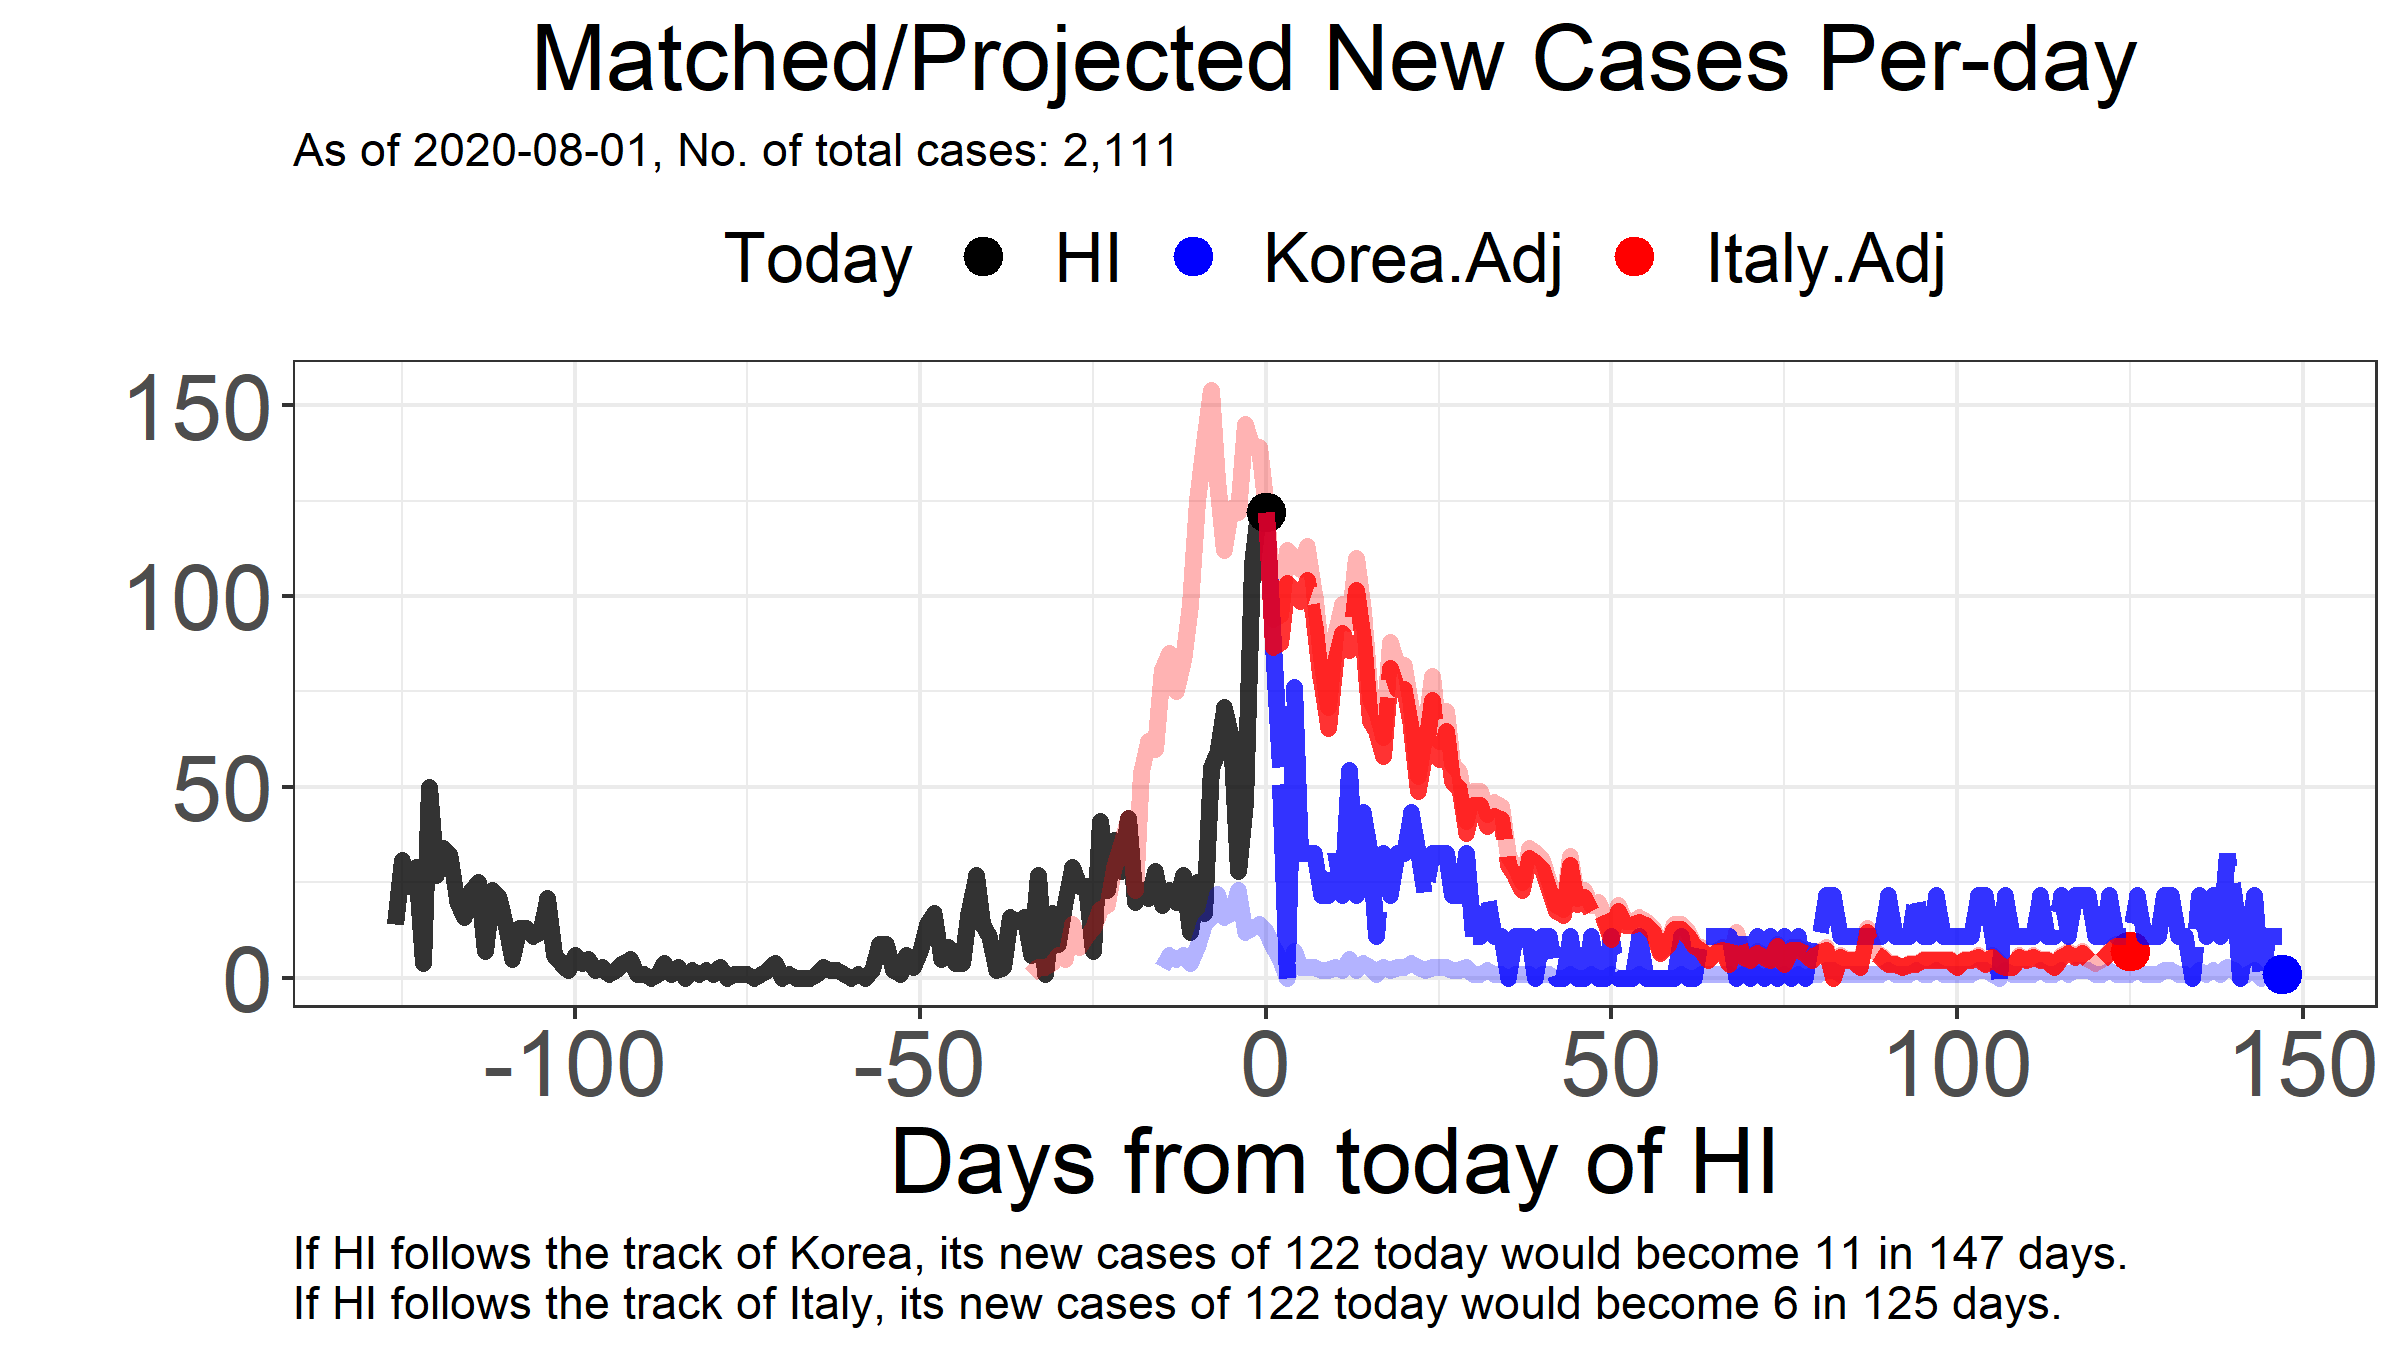 Matched/Projected New Cases Per-day
As of 2020-08-01, No. of total cases: 2,111
Today HI Korea.Adj Italy.Adj
150
100
50
0
-100 -50 0 50 100 150
Days from today of HI
If HI follows the track of Korea, its new cases of 122 today would become 11 in 147 days.
If HI follows the track of Italy, its new cases of 122 today would become 6 in 125 days.